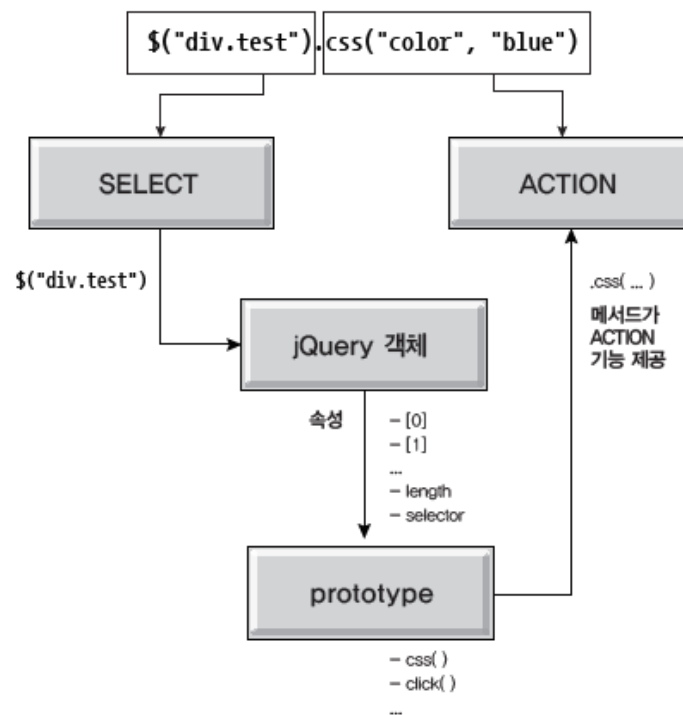 $("div.test").css("color", "blue")
SELECT
ACTION
$("div.test")
.css( ... )
메서드가
ACTION
기능 제공
jQuery 객체
속성
– [0]
– [1]
...
– length
– selector
prototype
– css( )
– click( )
...